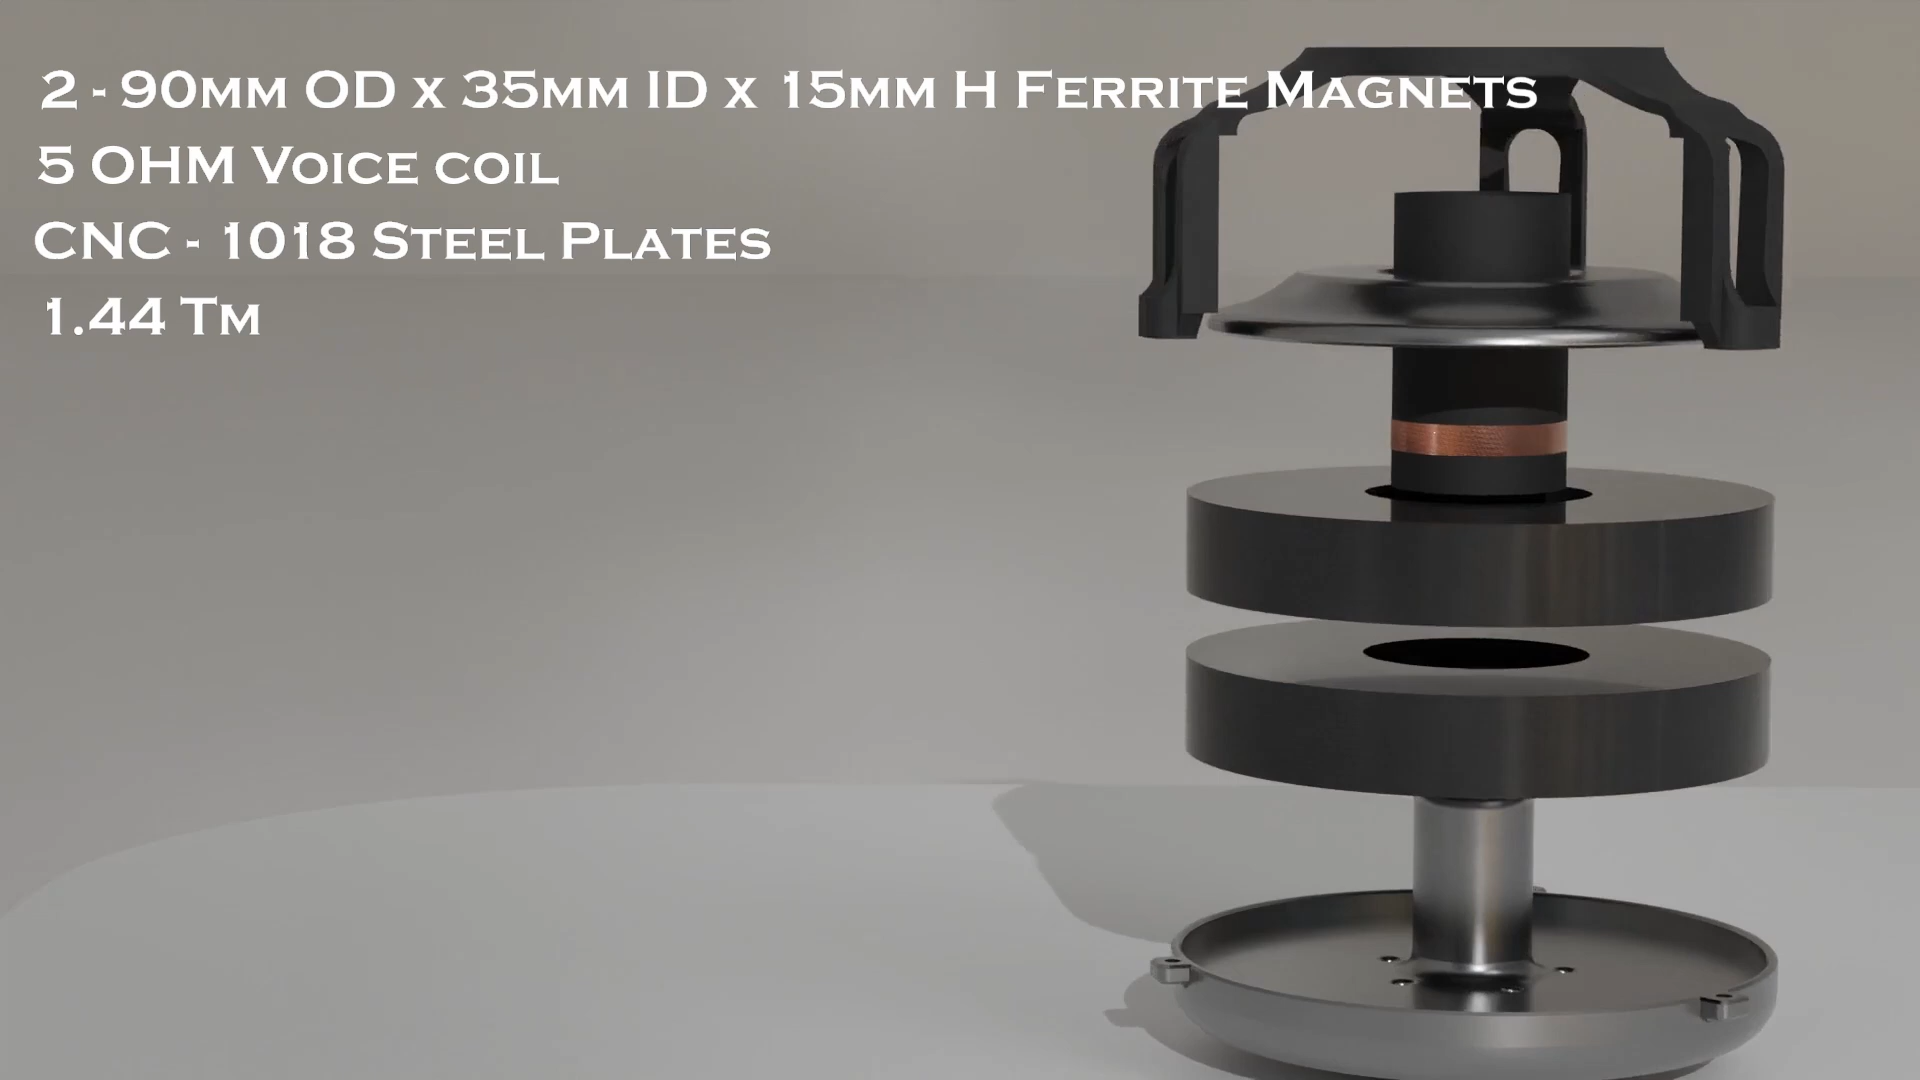 2 - 90mm OD x 35mm ID x 15mm H Ferrite Magnets
5 OHM Voice coil
CNC - 1018 Steel Plates
1.44 Tm